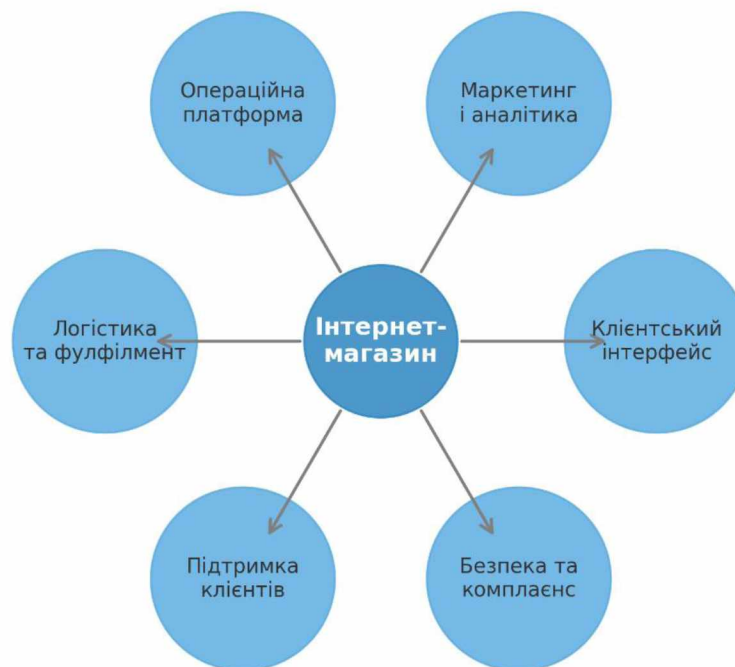 Операційна
платформа
Маркетинг
і аналітика
Логістика
та фулфілмент
Інтернет-
магазин
Клієнтський
інтерфейс
Підтримка
клієнтів
Безпека та
комплаєнс